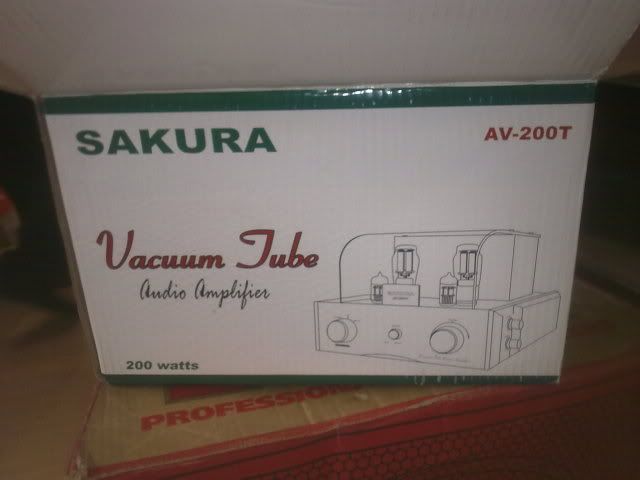 SAKURA
AV-200T
Vacuum Tube
Audio Amplifier
200 watts
PROFESSION